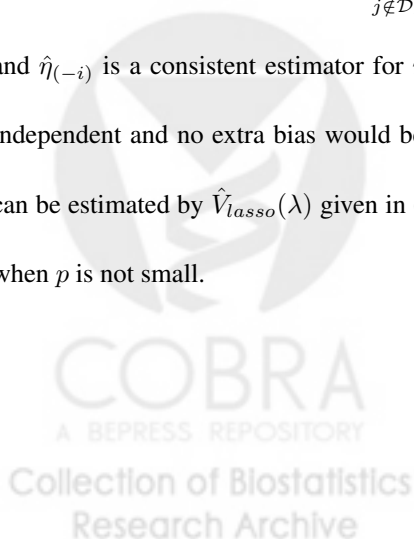 j∉D
and η̂(−i) is a consistent estimator for
independent and no extra bias would be
can be estimated by V̂lasso(λ) given in
when p is not small.
COBRA
A BEPRESS REPOSITORY
Collection of Biostatistics
Research Archive